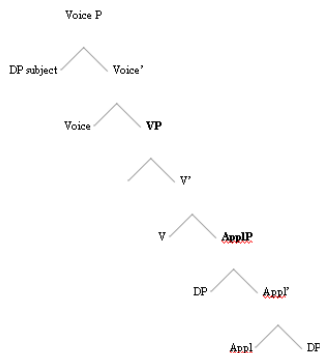 Voice P
DP subject Voice’
Voice VP
V’
V ApplP
DP Appl’
Appl DP